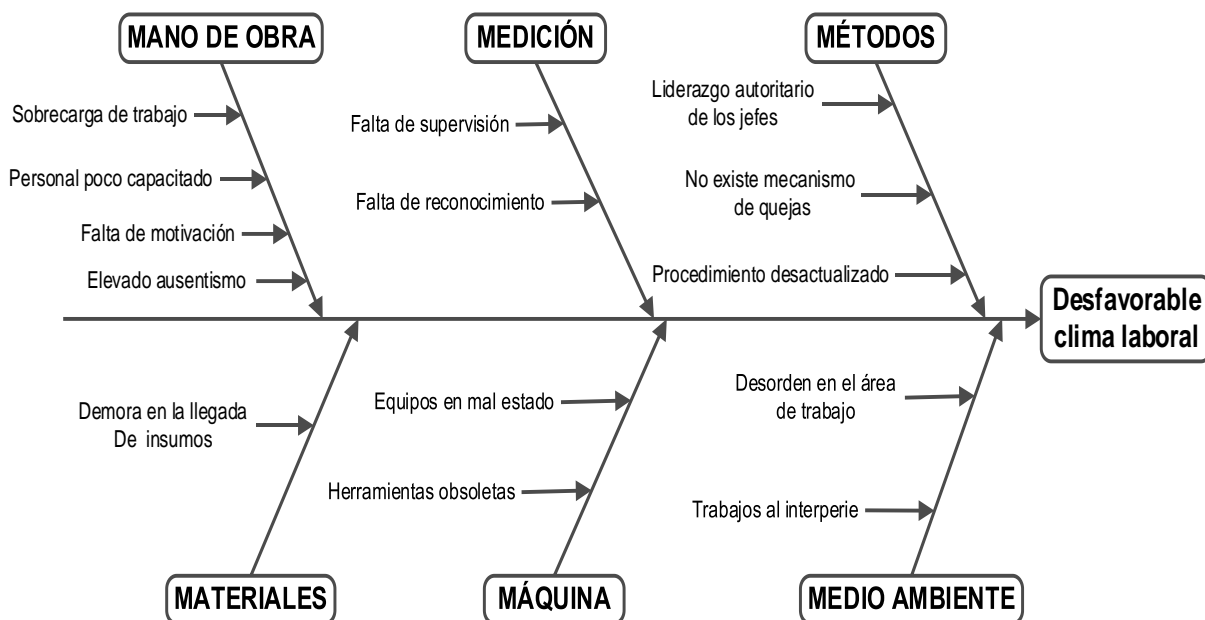 MANO DE OBRA
MEDICIÓN
MÉTODOS
Sobrecarga de trabajo
Personal poco capacitado
Falta de motivación
Elevado ausentismo
Falta de supervisión
Falta de reconocimiento
Liderazgo autoritario
de los jefes
No existe mecanismo
de quejas
Procedimiento desactualizado
Desfavorable
clima laboral
Demora en la llegada
De insumos
Equipos en mal estado
Herramientas obsoletas
Desorden en el área
de trabajo
Trabajos al interperie
MATERIALES
MÁQUINA
MEDIO AMBIENTE